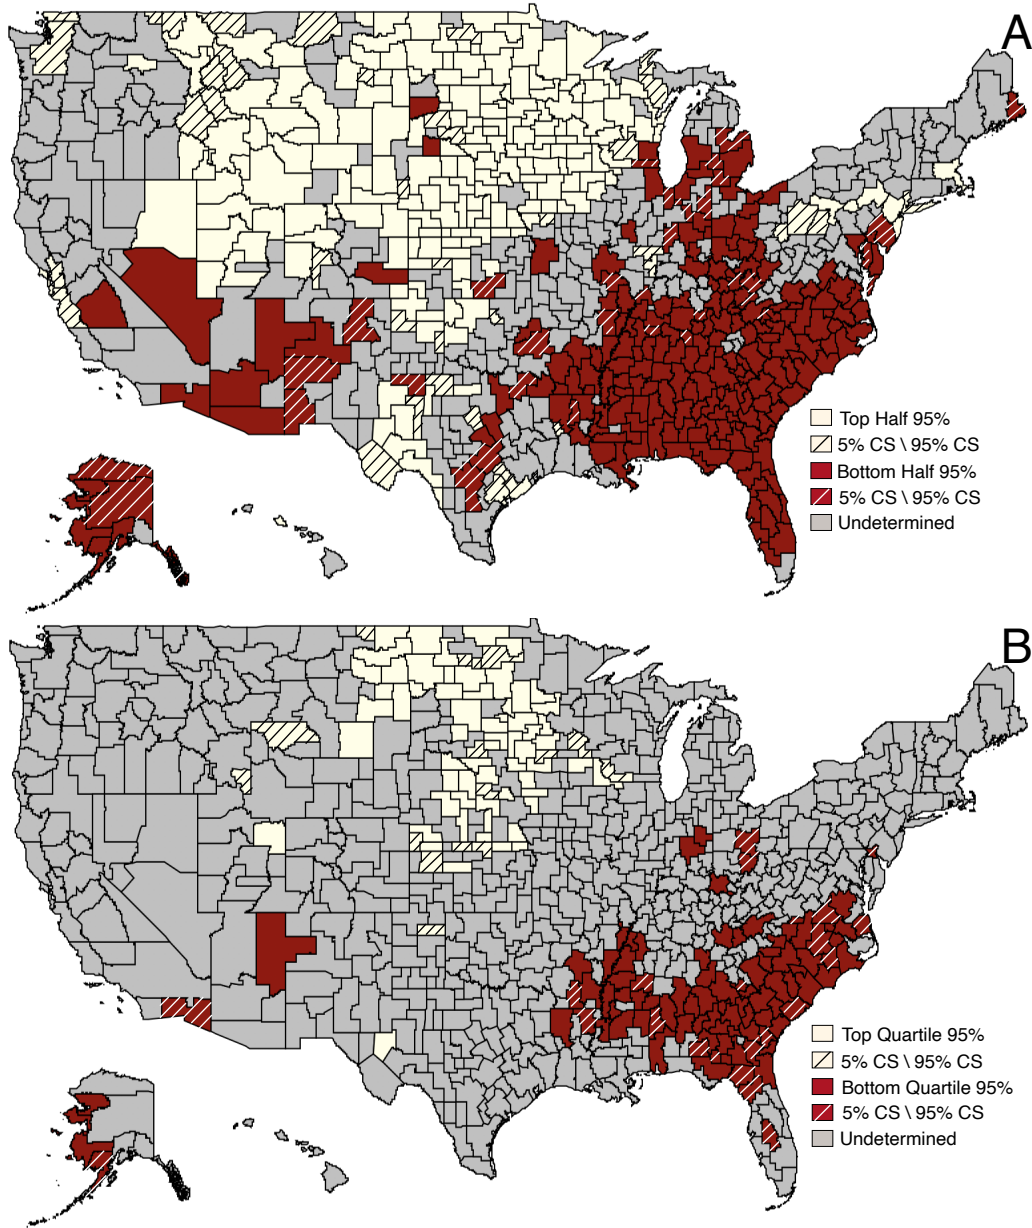 A
Top Half 95%
5% CS \ 95% CS
Bottom Half 95%
5% CS \ 95% CS
Undetermined
B
Top Quartile 95%
5% CS \ 95% CS
Bottom Quartile 95%
5% CS \ 95% CS
Undetermined